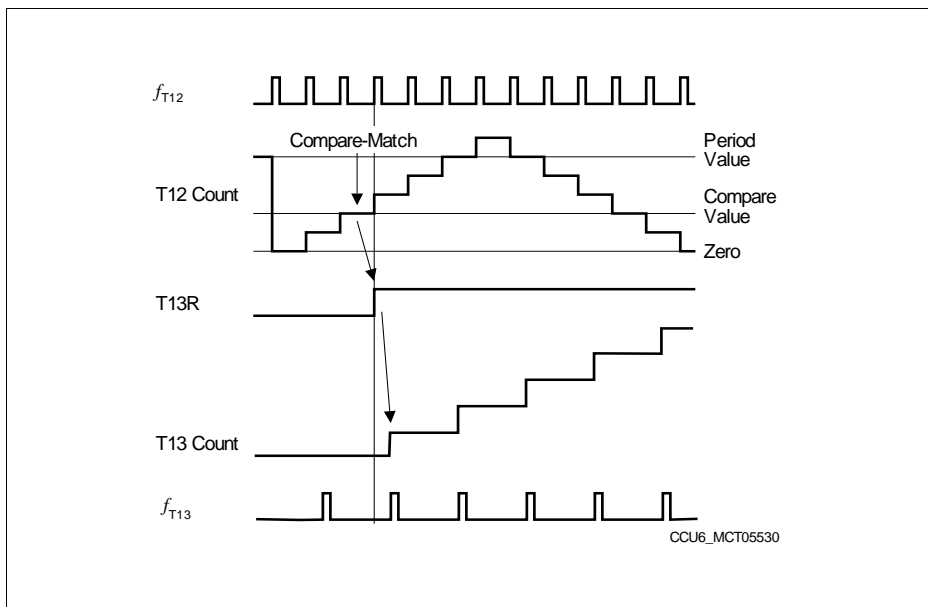 fT12
Compare-Match
Period
Value
T12 Count
Compare
Value
Zero
T13R
T13 Count
fT13
CCU6_MCT05530